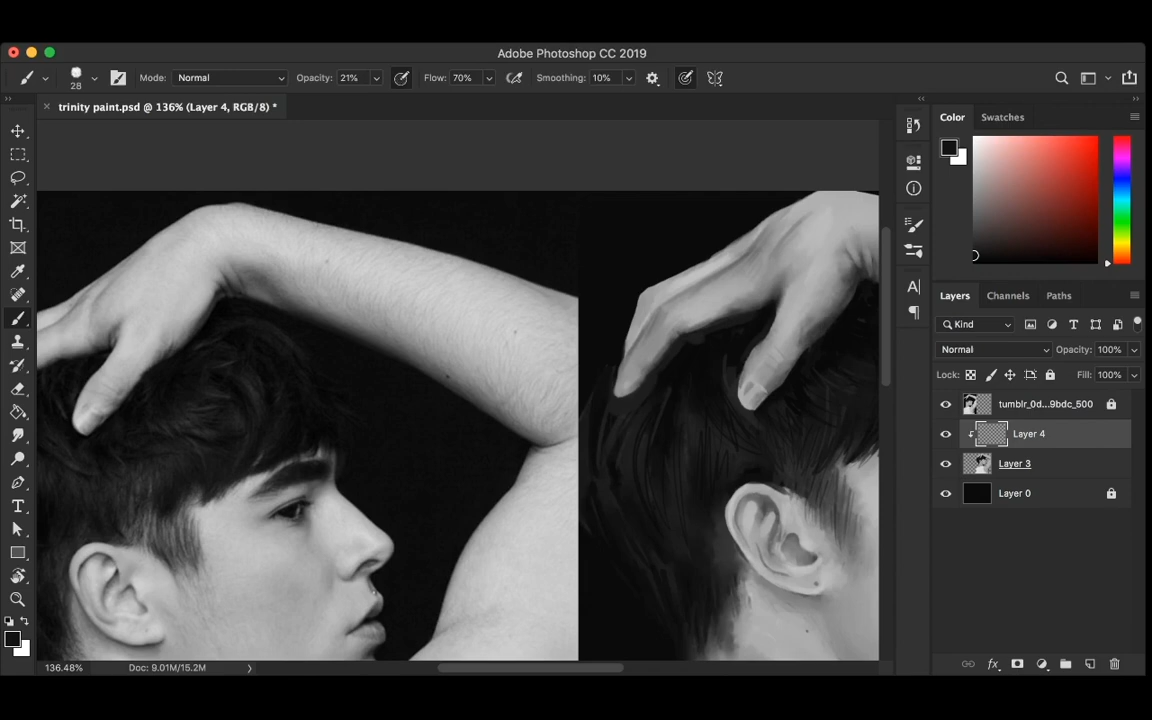 Adobe Photoshop CC 2019
28
Mode: Normal
Opacity: 21%
Flow: 70%
Smoothing: 10%
trinity paint.psd @ 136% (Layer 4, RGB/8) *
Color
Swatches
Layers
Channels
Paths
Kind
Normal
Opacity: 100%
Lock:
Fill: 100%
tumblr_0d...9bdc_500
Layer 4
Layer 3
Layer 0
136.48%
Doc: 9.01M/15.2M